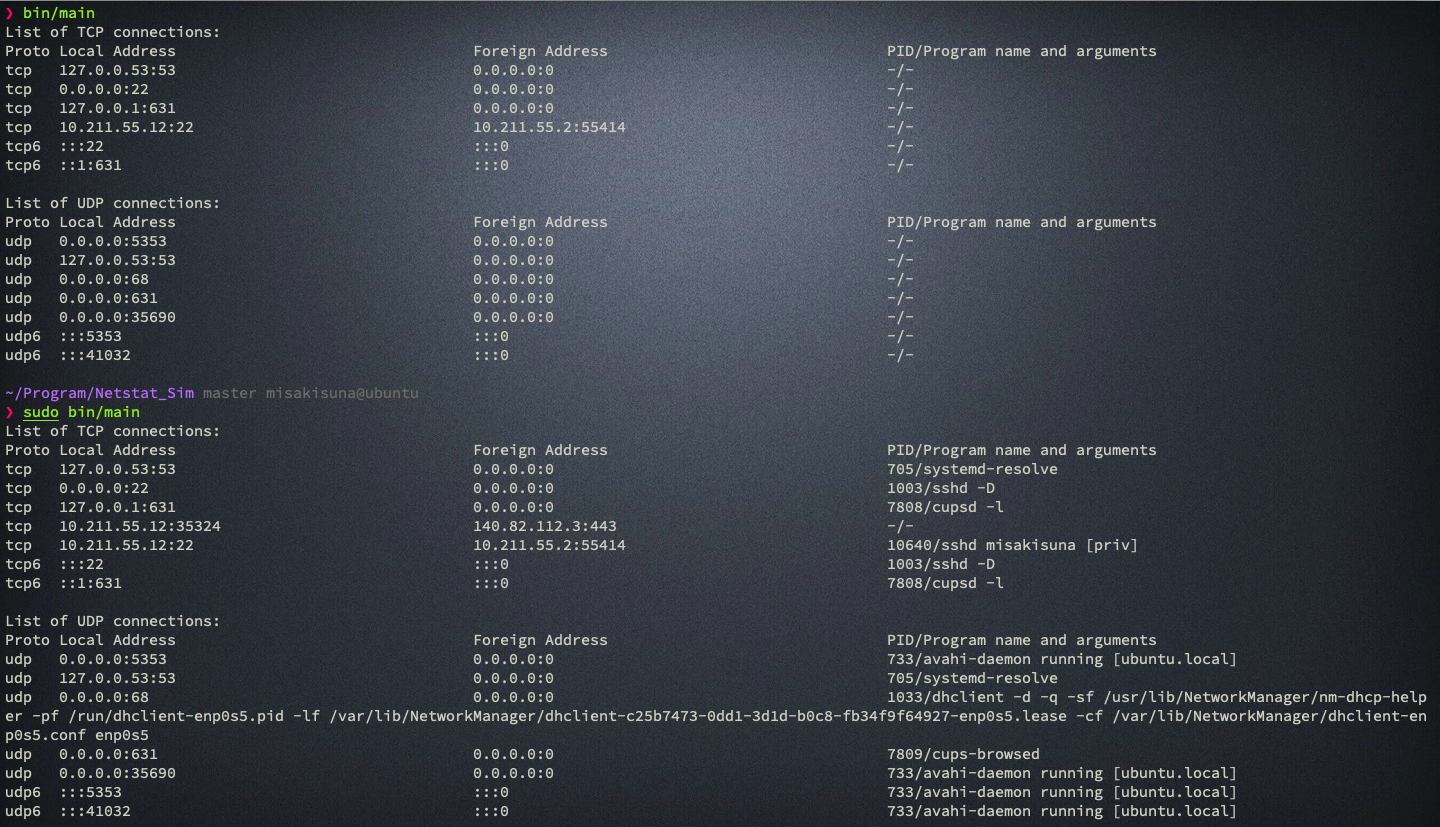 ❯ bin/main
List of TCP connections:
Proto Local Address                                 Foreign Address                               PID/Program name and arguments
tcp   127.0.0.53:53                                 0.0.0.0:0                                     -/-
tcp   0.0.0.0:22                                    0.0.0.0:0                                     -/-
tcp   127.0.0.1:631                                 0.0.0.0:0                                     -/-
tcp   10.211.55.12:22                               10.211.55.2:55414                             -/-
tcp6  :::22                                         :::0                                          -/-
tcp6  ::1:631                                       :::0                                          -/-

List of UDP connections:
Proto Local Address                                 Foreign Address                               PID/Program name and arguments
udp   0.0.0.0:5353                                  0.0.0.0:0                                     -/-
udp   127.0.0.53:53                                 0.0.0.0:0                                     -/-
udp   0.0.0.0:68                                    0.0.0.0:0                                     -/-
udp   0.0.0.0:631                                   0.0.0.0:0                                     -/-
udp   0.0.0.0:35690                                 0.0.0.0:0                                     -/-
udp6  :::5353                                       :::0                                          -/-
udp6  :::41032                                      :::0                                          -/-

~/Program/Netstat_Sim master misakisuna@ubuntu
❯ sudo bin/main
List of TCP connections:
Proto Local Address                                 Foreign Address                               PID/Program name and arguments
tcp   127.0.0.53:53                                 0.0.0.0:0                                     705/systemd-resolve
tcp   0.0.0.0:22                                    0.0.0.0:0                                     1003/sshd -D
tcp   127.0.0.1:631                                 0.0.0.0:0                                     7808/cupsd -l
tcp   10.211.55.12:35324                            140.82.112.3:443                              -/-
tcp   10.211.55.12:22                               10.211.55.2:55414                             10640/sshd misakisuna [priv]
tcp6  :::22                                         :::0                                          1003/sshd -D
tcp6  ::1:631                                       :::0                                          7808/cupsd -l

List of UDP connections:
Proto Local Address                                 Foreign Address                               PID/Program name and arguments
udp   0.0.0.0:5353                                  0.0.0.0:0                                     733/avahi-daemon running [ubuntu.local]
udp   127.0.0.53:53                                 0.0.0.0:0                                     705/systemd-resolve
udp   0.0.0.0:68                                    0.0.0.0:0                                     1033/dhclient -d -q -sf /usr/lib/NetworkManager/nm-dhcp-help
er -pf /run/dhclient-enp0s5.pid -lf /var/lib/NetworkManager/dhclient-c25b7473-0dd1-3d1d-b0c8-fb34f9f64927-enp0s5.lease -cf /var/lib/NetworkManager/dhclient-en
p0s5.conf enp0s5
udp   0.0.0.0:631                                   0.0.0.0:0                                     7809/cups-browsed
udp   0.0.0.0:35690                                 0.0.0.0:0                                     733/avahi-daemon running [ubuntu.local]
udp6  :::5353                                       :::0                                          733/avahi-daemon running [ubuntu.local]
udp6  :::41032                                      :::0                                          733/avahi-daemon running [ubuntu.local]